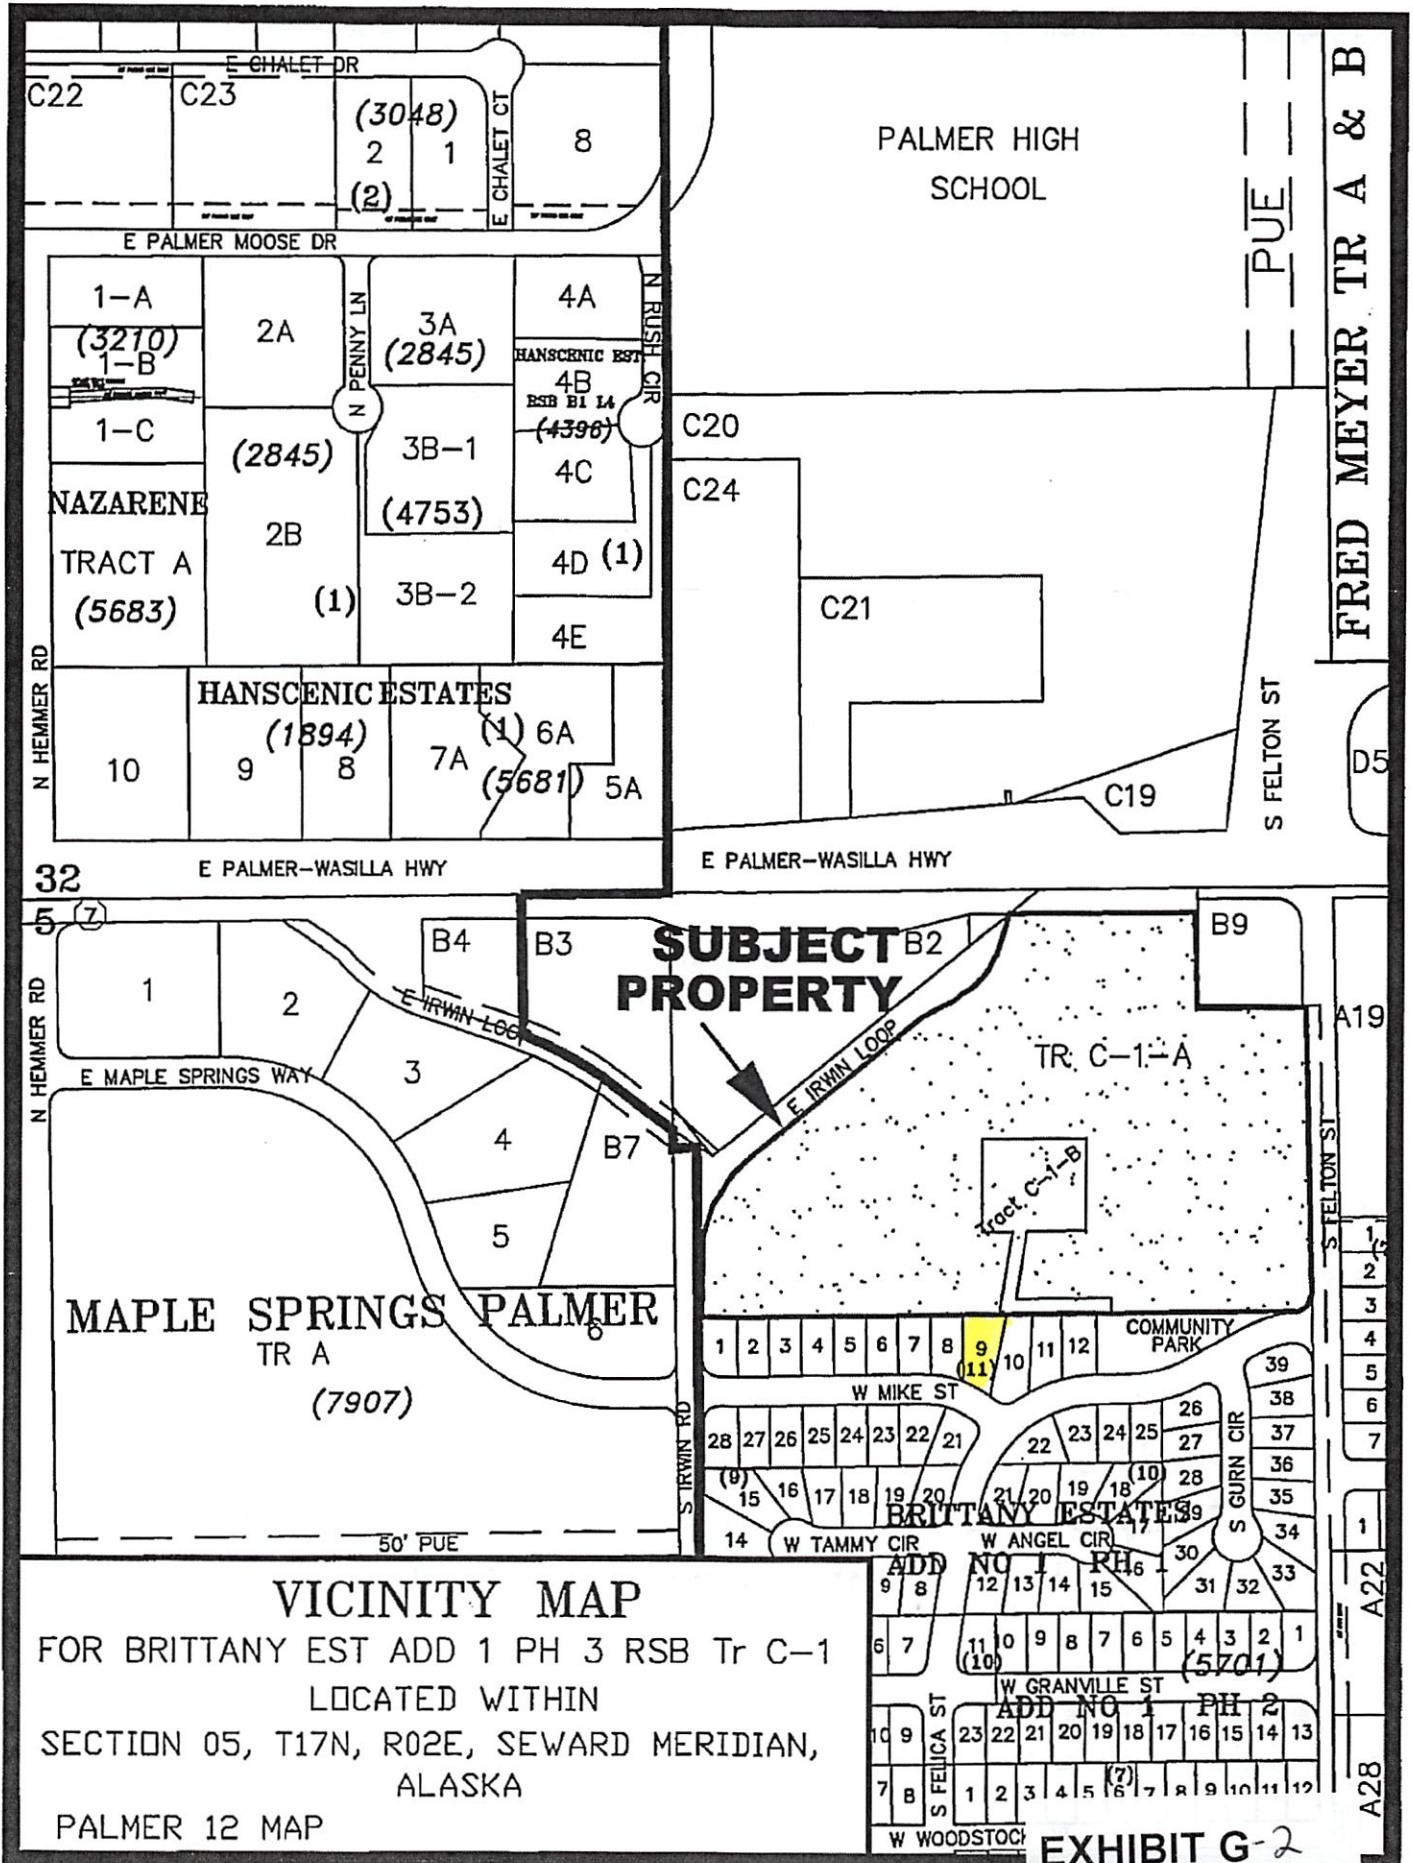 E CHALET DR
C22
C23
(3048)
2
1
(2)
E CHALET CT
8
E PALMER MOOSE DR
PALMER HIGH
SCHOOL
PUE
FRED MEYER TR A & B
1-A
(3210)
1-B
1-C
2A
N PENNY LN
3A
(2845)
4A
N RUSH CIR
HANSCENIC EST
4B
RSB B1 L4
(4396)
4C
(2845)
2B
(1)
3B-1
(4753)
3B-2
4D (1)
4E
NAZARENE
TRACT A
(5683)
C20
C24
C21
C19
S FELTON ST
D5
N HEMMER RD
HANSCENIC ESTATES
(1894)
10
9
8
7A
(1)
6A
(5681)
5A
E PALMER-WASILLA HWY
E PALMER-WASILLA HWY
32
5
7
N HEMMER RD
1
2
B4
B3
B2
B9
SUBJECT
PROPERTY
E IRWIN LOOP
E IRWIN LOOP
E MAPLE SPRINGS WAY
3
4
5
B7
TR C-1-A
Tract C-1-B
A19
S FELTON ST
MAPLE SPRINGS PALMER
6
TR A
(7907)
50' PUE
S IRWIN RD
1 2 3 4 5 6 7 8 9 10 11 12
(11)
COMMUNITY
PARK
W MIKE ST
28 27 26 25 24 23 22 21
22 23 24 25
26
27
28
29
30
31
32
33
34
35
36
37
38
39
S GURN CIR
(9)
14 15 16 17 18 19 20
21 20 19 18 (10)
17
16
BRITTANY ESTATES
W TAMMY CIR
W ANGEL CIR
ADD NO 1 PH 1
9 8
12 13 14 15
6 7
11 10 9 8 7 6 5 4 3 2 1
(10)
(5701)
W GRANVILLE ST
ADD NO 1 PH 2
10 9
23 22 21 20 19 18 17 16 15 14 13
S FELICA ST
7 8
1 2 3 4 5 6 7 8 9 10 11 12
(7)
W WOODSTOCK
1
2
3
4
5
6
7
1
A22
A28
VICINITY MAP
FOR BRITTANY EST ADD 1 PH 3 RSB Tr C-1
LOCATED WITHIN
SECTION 05, T17N, R02E, SEWARD MERIDIAN,
ALASKA
PALMER 12 MAP
EXHIBIT G-2